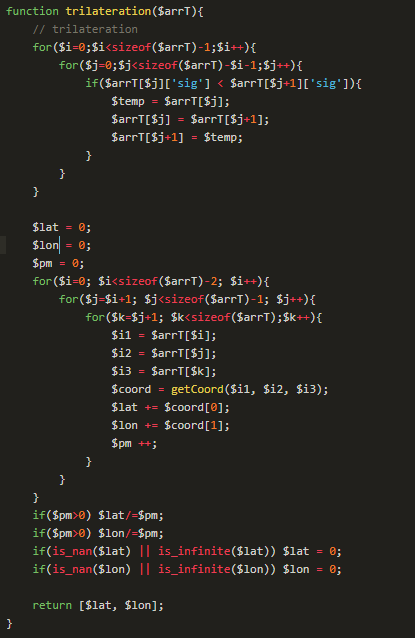 function trilateration($arrT){
    // trilateration
    for($i=0;$i<sizeof($arrT)-1;$i++){
        for($j=0;$j<sizeof($arrT)-$i-1;$j++){
            if($arrT[$j]['sig'] < $arrT[$j+1]['sig']){
                $temp = $arrT[$j];
                $arrT[$j] = $arrT[$j+1];
                $arrT[$j+1] = $temp;
            }
        }
    }

    $lat = 0;
    $lon = 0;
    $pm = 0;
    for($i=0; $i<sizeof($arrT)-2; $i++){
        for($j=$i+1; $j<sizeof($arrT)-1; $j++){
            for($k=$j+1; $k<sizeof($arrT);$k++){
                $i1 = $arrT[$i];
                $i2 = $arrT[$j];
                $i3 = $arrT[$k];
                $coord = getCoord($i1, $i2, $i3);
                $lat += $coord[0];
                $lon += $coord[1];
                $pm ++;
            }
        }
    }
    if($pm>0) $lat/=$pm;
    if($pm>0) $lon/=$pm;
    if(is_nan($lat) || is_infinite($lat)) $lat = 0;
    if(is_nan($lon) || is_infinite($lon)) $lon = 0;

    return [$lat, $lon];
}